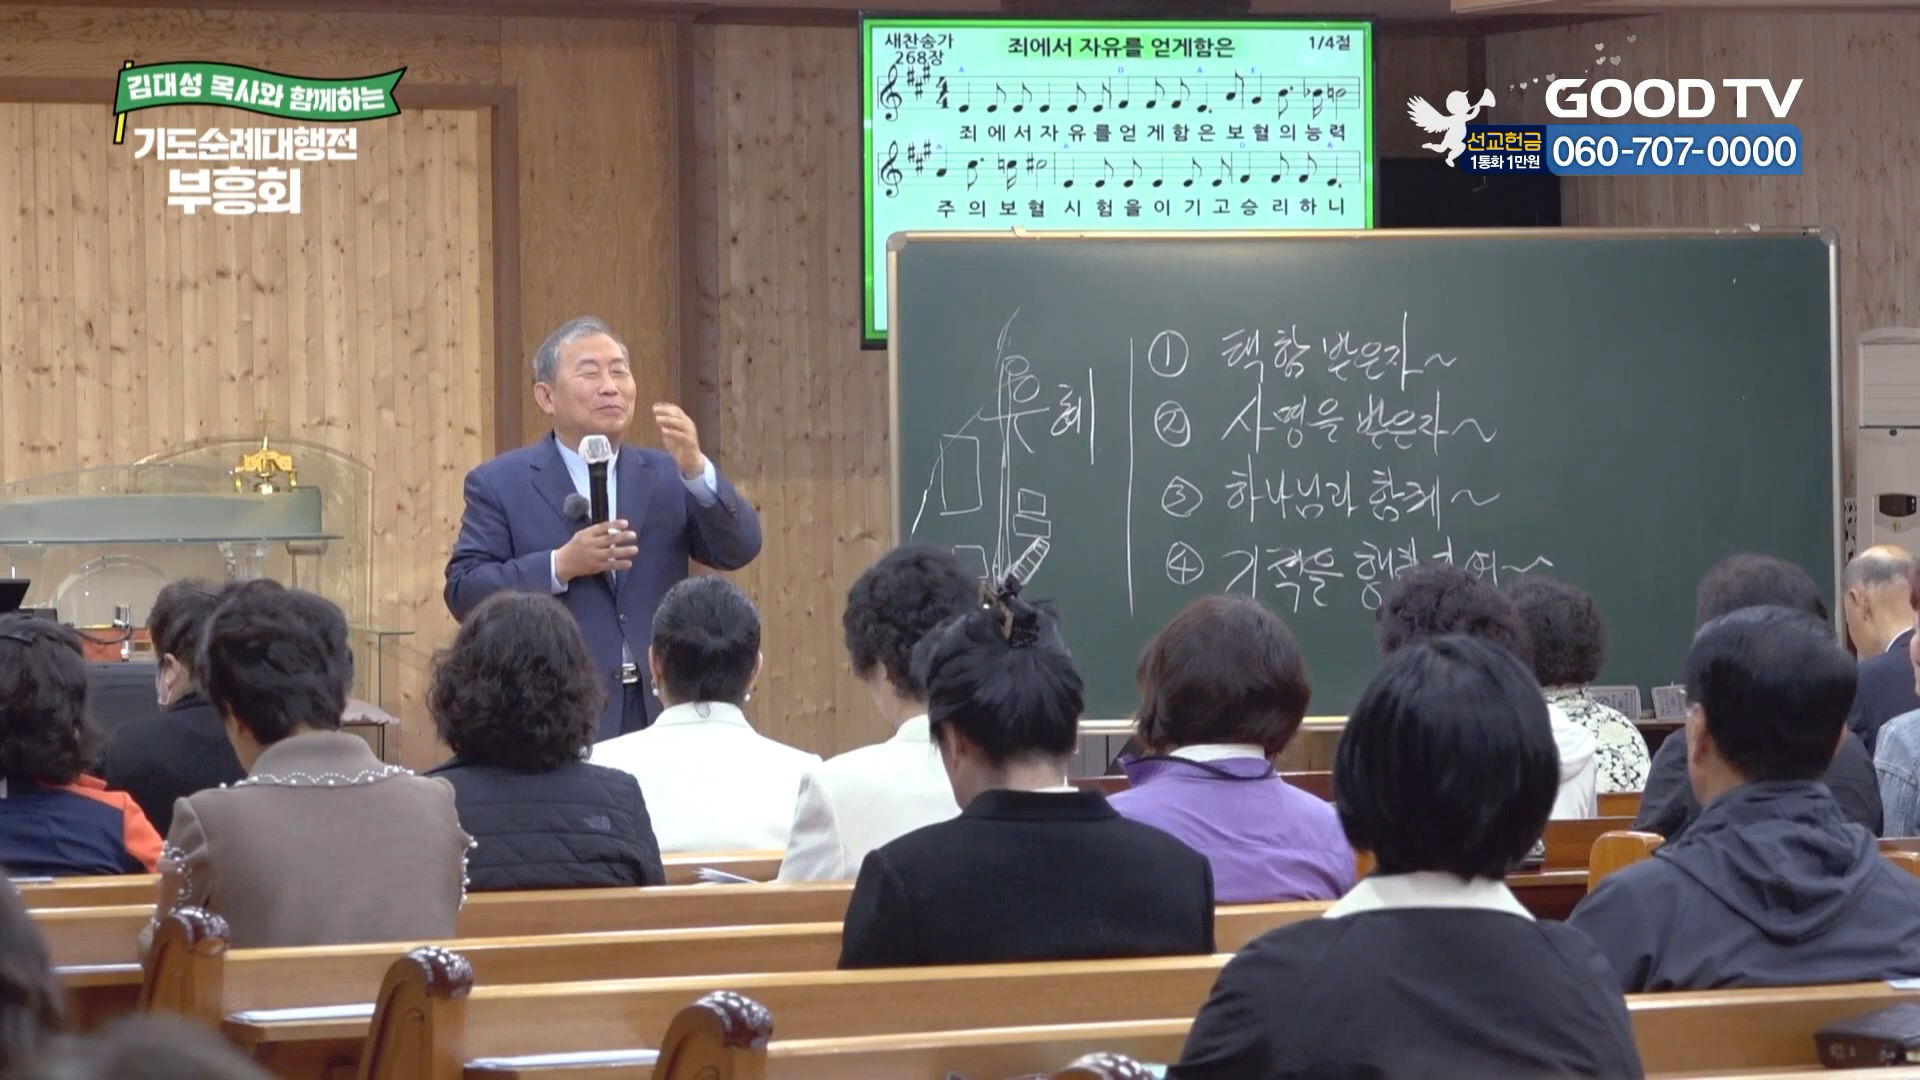 김대성 목사와 함께하는
기도순례대행전
부흥회
새찬송가
268장
죄에서 자유를 얻게함은
1/4절
죄에서자유를얻게함은보혈의능력
주의보혈시험을이기고승리하니
GOOD TV
선교헌금
1통화 1만원
060-707-0000
① 택함 받은자~
② 사명을 받은자~
③ 하나님과 함께~
④ 기적을